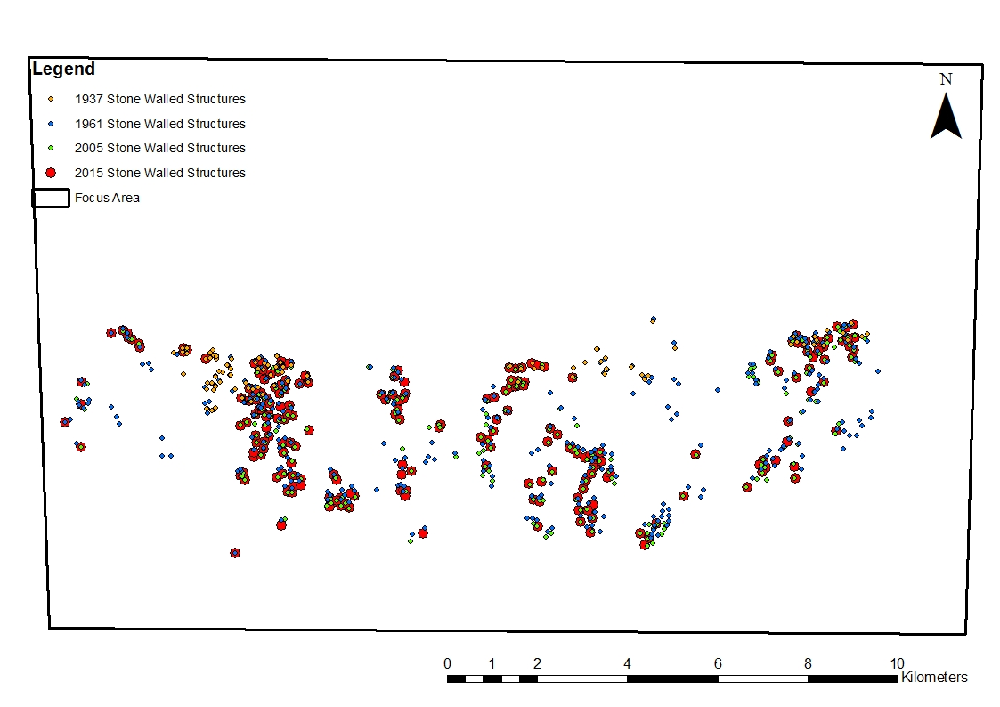 Legend
N
1937 Stone Walled Structures
1961 Stone Walled Structures
2005 Stone Walled Structures
2015 Stone Walled Structures
Focus Area
0 1 2 4 6 8 10
Kilometers